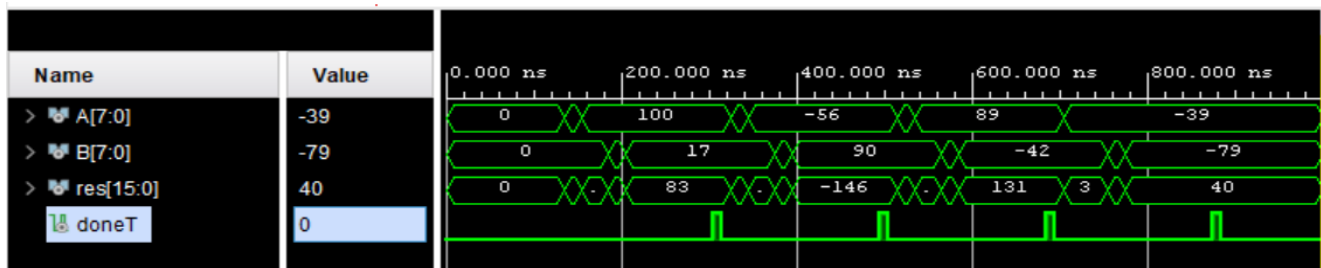 Name Value 0.000 ns 200.000 ns 400.000 ns 600.000 ns 800.000 ns
A[7:0] -39 0 100 -56 89 -39
B[7:0] -79 0 17 90 -42 -79
res[15:0] 40 0 . 83 . -146 . 131 3 40
doneT 0